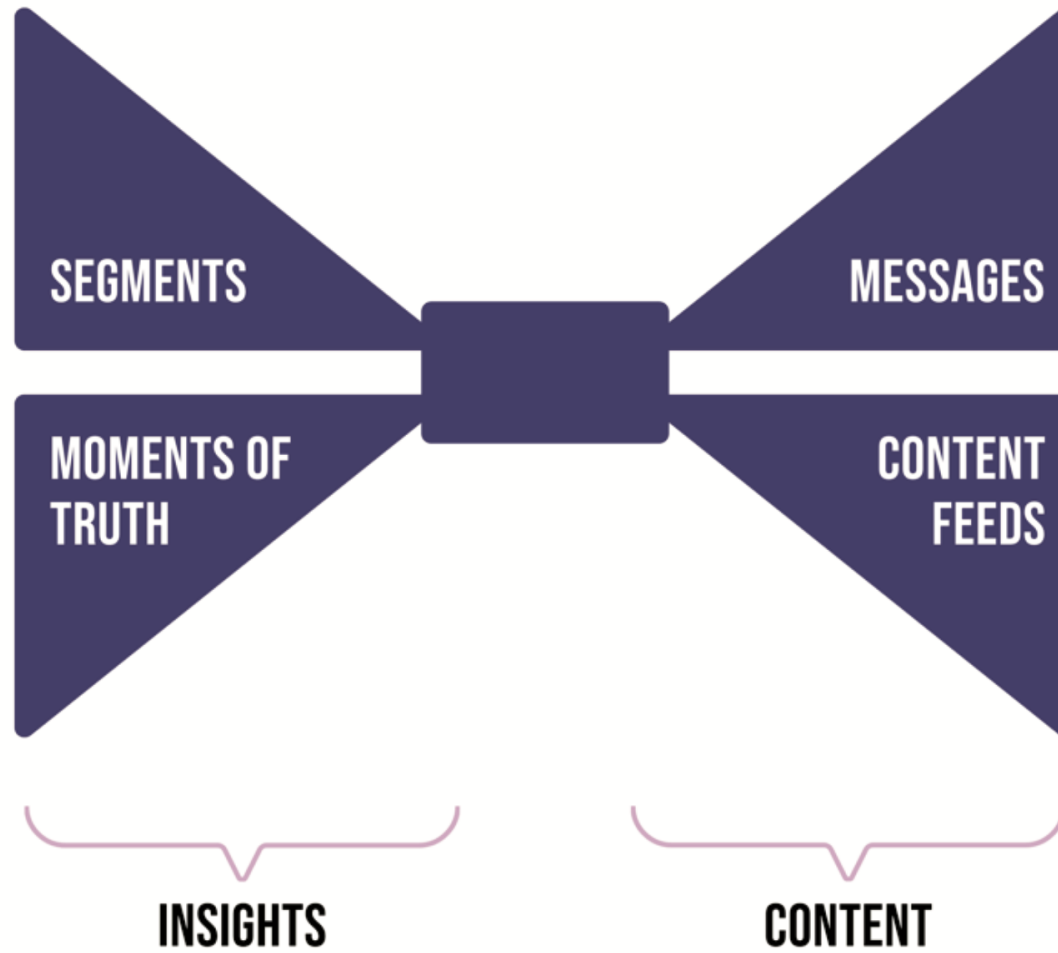 SEGMENTS
MESSAGES
MOMENTS OF
TRUTH
CONTENT
FEEDS
INSIGHTS
CONTENT